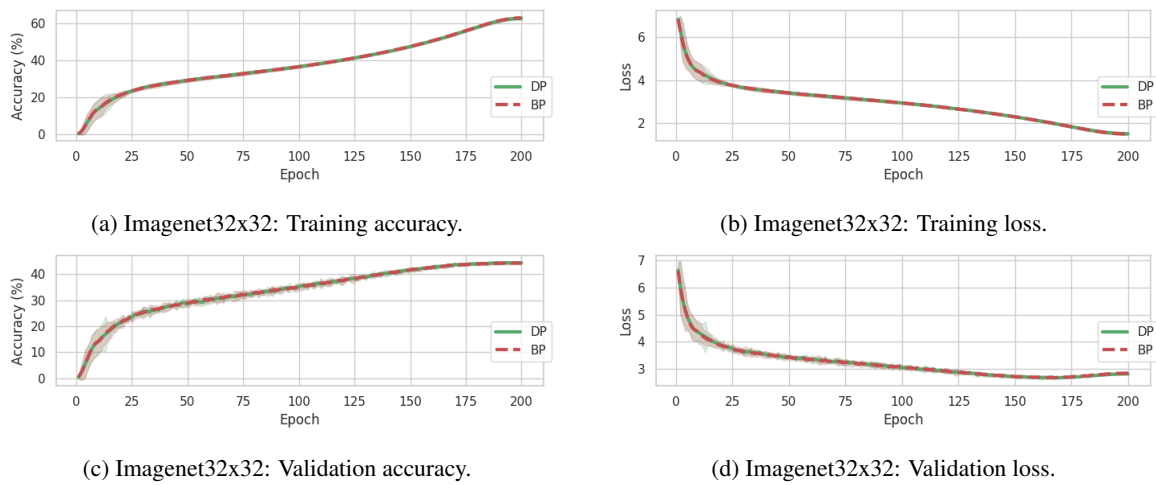 60
40
20
0
Accuracy (%)
DP
BP
0 25 50 75 100 125 150 175 200
Epoch
(a) Imagenet32x32: Training accuracy.
6
4
2
Loss
DP
BP
0 25 50 75 100 125 150 175 200
Epoch
(b) Imagenet32x32: Training loss.
40
30
20
10
0
Accuracy (%)
DP
BP
0 25 50 75 100 125 150 175 200
Epoch
(c) Imagenet32x32: Validation accuracy.
7
6
5
4
3
Loss
DP
BP
0 25 50 75 100 125 150 175 200
Epoch
(d) Imagenet32x32: Validation loss.